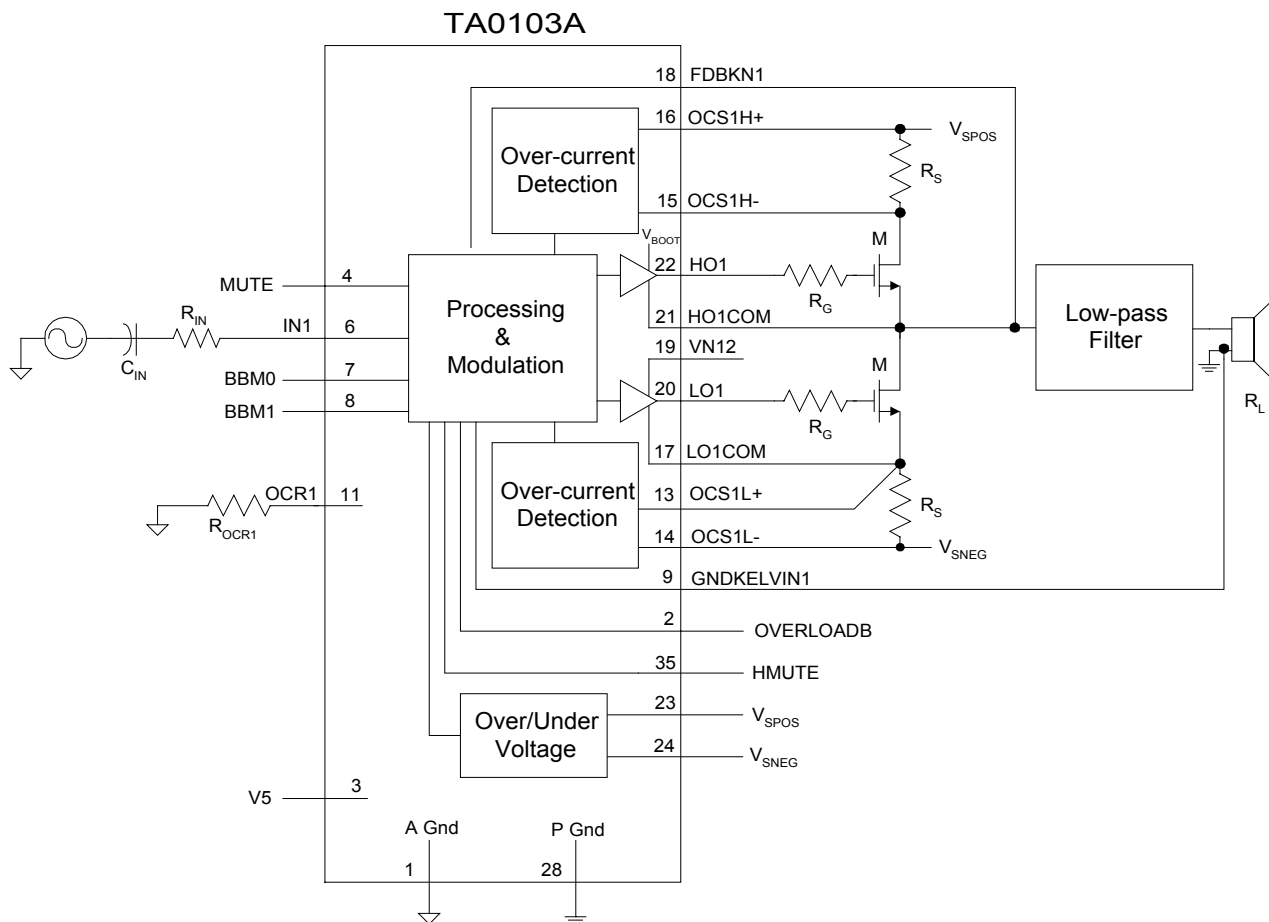 TA0103A
18 FDBKN1
16 OCS1H+
V_SPOS
Over-current
Detection
R_S
15 OCS1H-
V_BOOT
M
22 HO1
R_G
MUTE 4
Processing
&
Modulation
R_IN
IN1 6
C_IN
21 HO1COM
Low-pass
Filter
19 VN12
M
BBM0 7
20 LO1
R_G
BBM1 8
R_L
17 LO1COM
Over-current
Detection
OCR1 11
R_OCR1
13 OCS1L+
R_S
14 OCS1L-
V_SNEG
9 GNDKELVIN1
2 OVERLOADB
35 HMUTE
Over/Under
Voltage
23 V_SPOS
24 V_SNEG
V5 3
A Gnd
P Gnd
1
28